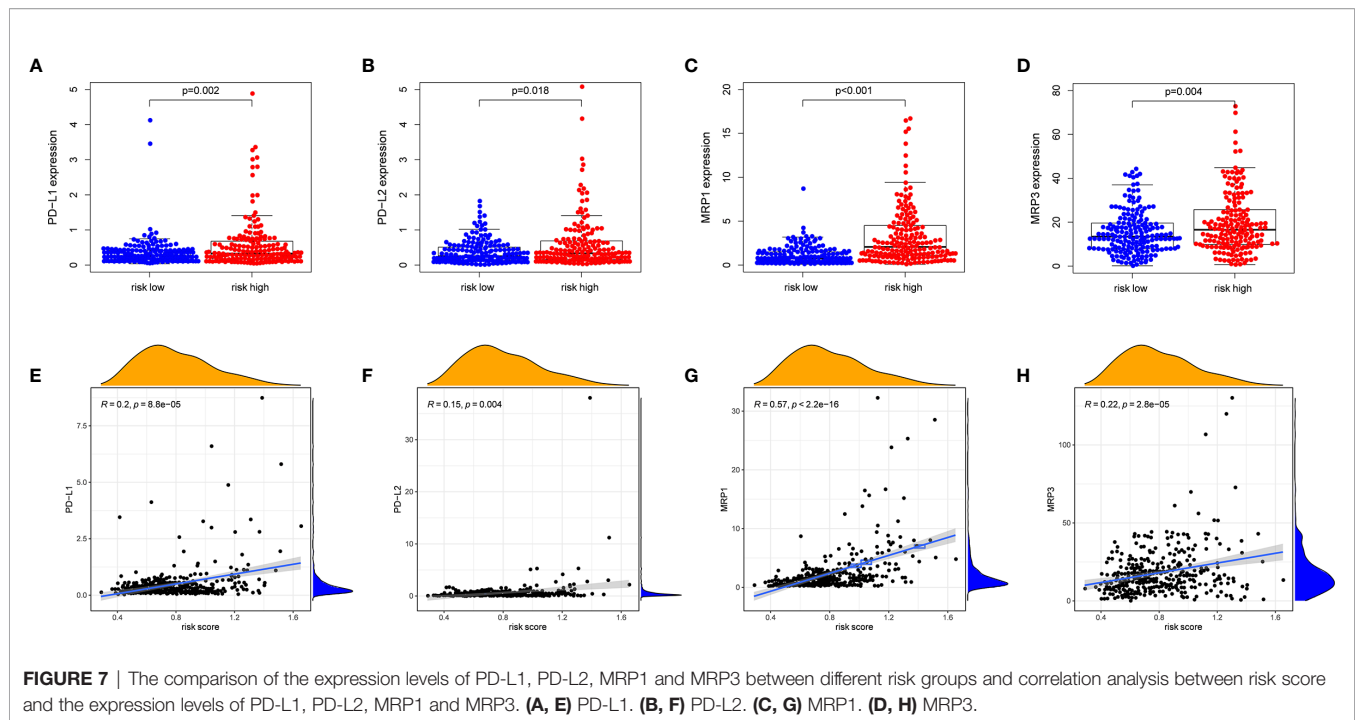 A
B
C
D
p=0.002
p=0.018
p<0.001
p=0.004
PD-L1 expression
PD-L2 expression
MRP1 expression
MRP3 expression
5
4
3
2
1
0
5
4
3
2
1
0
20
15
10
5
0
80
60
40
20
0
risk low
risk high
risk low
risk high
risk low
risk high
risk low
risk high
E
F
G
H
R = 0.2, p = 8.8e−05
R = 0.15, p = 0.004
R = 0.57, p < 2.2e−16
R = 0.22, p = 2.8e−05
PD−L1
PD−L2
MRP1
MRP3
7.5
5.0
2.5
0.0
30
20
10
0
30
20
10
0
100
50
0
0.4 0.8 1.2 1.6
0.4 0.8 1.2 1.6
0.4 0.8 1.2 1.6
0.4 0.8 1.2 1.6
risk score
risk score
risk score
risk score
FIGURE 7 | The comparison of the expression levels of PD-L1, PD-L2, MRP1 and MRP3 between different risk groups and correlation analysis between risk score
and the expression levels of PD-L1, PD-L2, MRP1 and MRP3. (A, E) PD-L1. (B, F) PD-L2. (C, G) MRP1. (D, H) MRP3.